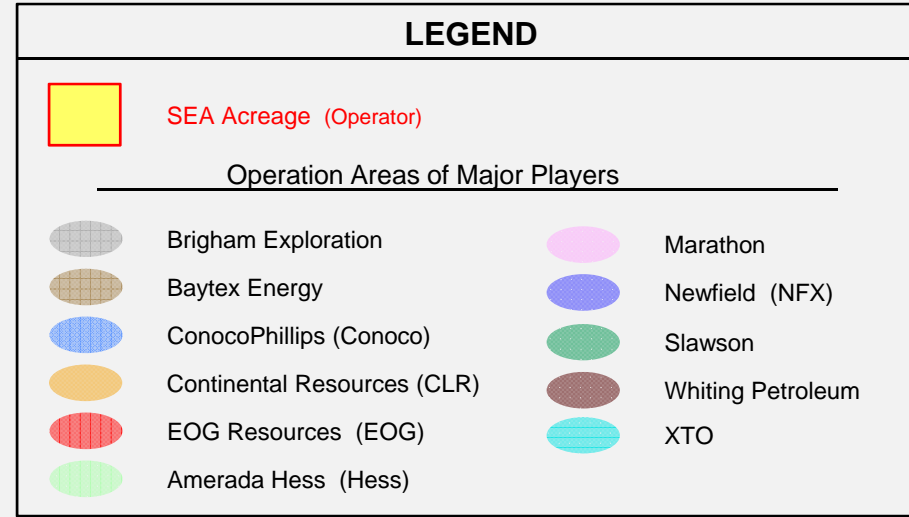 LEGEND
SEA Acreage (Operator)
Operation Areas of Major Players
Brigham Exploration
Baytex Energy
ConocoPhillips (Conoco)
Continental Resources (CLR)
EOG Resources (EOG)
Amerada Hess (Hess)
Marathon
Newfield (NFX)
Slawson
Whiting Petroleum
XTO